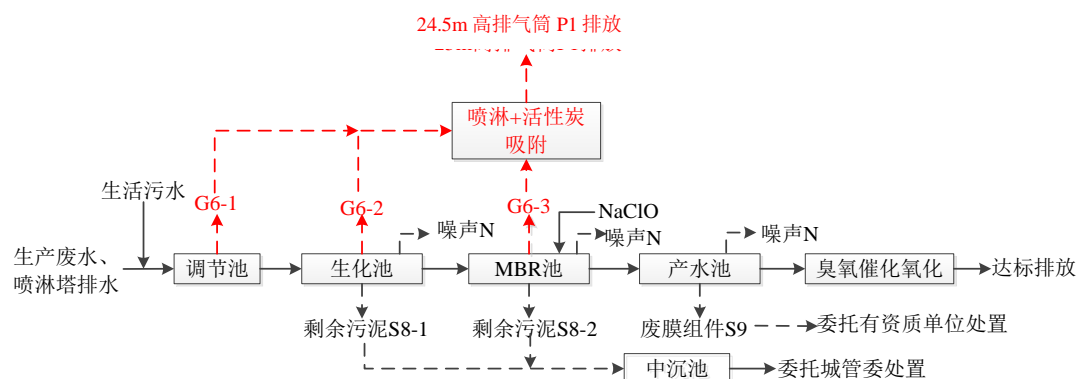 24.5m 高排气筒 P1 排放
喷淋+活性炭
吸附
生活污水
G6-1
G6-2
G6-3
NaClO
噪声N
噪声N
噪声N
生产废水、
喷淋塔排水
调节池
生化池
MBR池
产水池
臭氧催化氧化
达标排放
剩余污泥S8-1
剩余污泥S8-2
废膜组件S9
委托有资质单位处置
中沉池
委托城管委处置